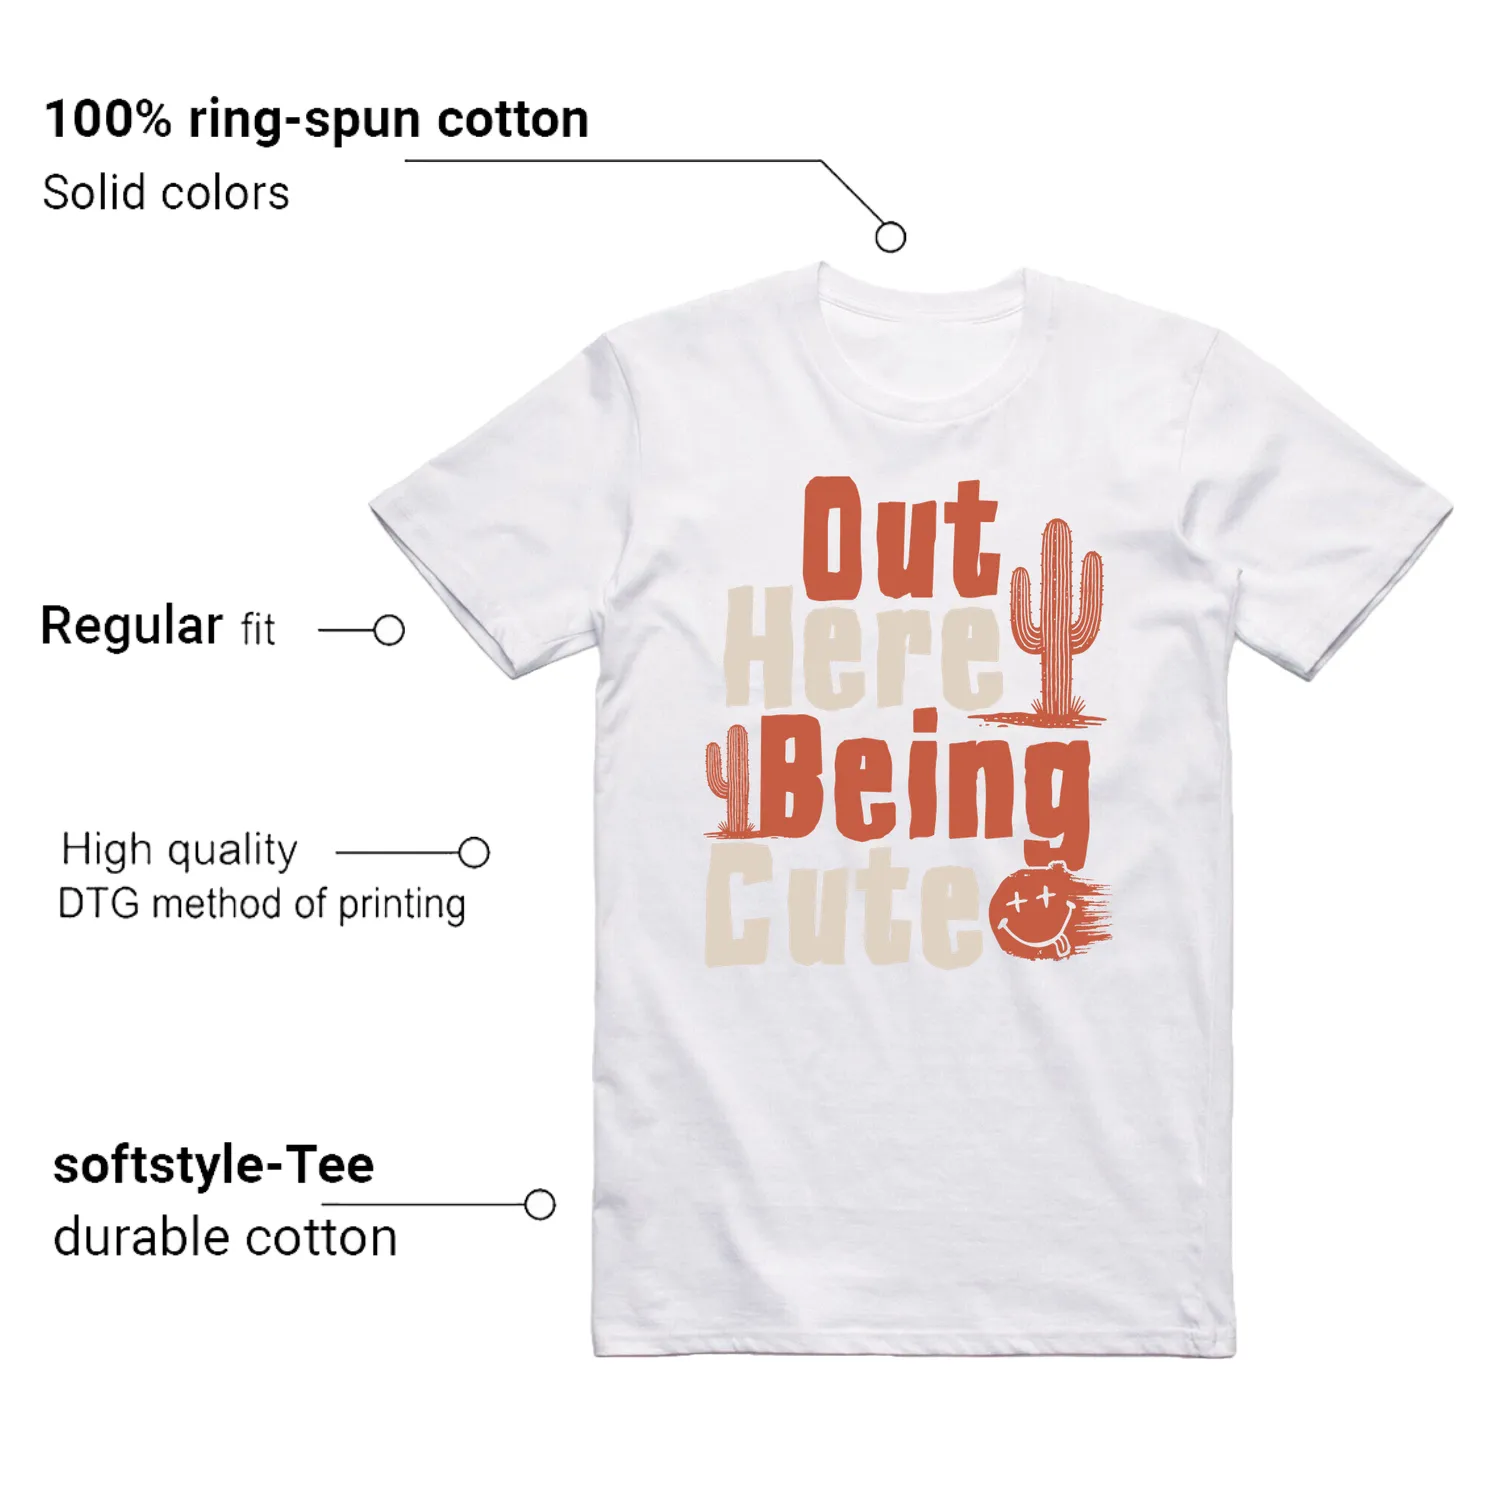 100% ring-spun cotton
Solid colors
Regular fit
High quality
DTG method of printing
softstyle-Tee
durable cotton
Out
Here
Being
Cute